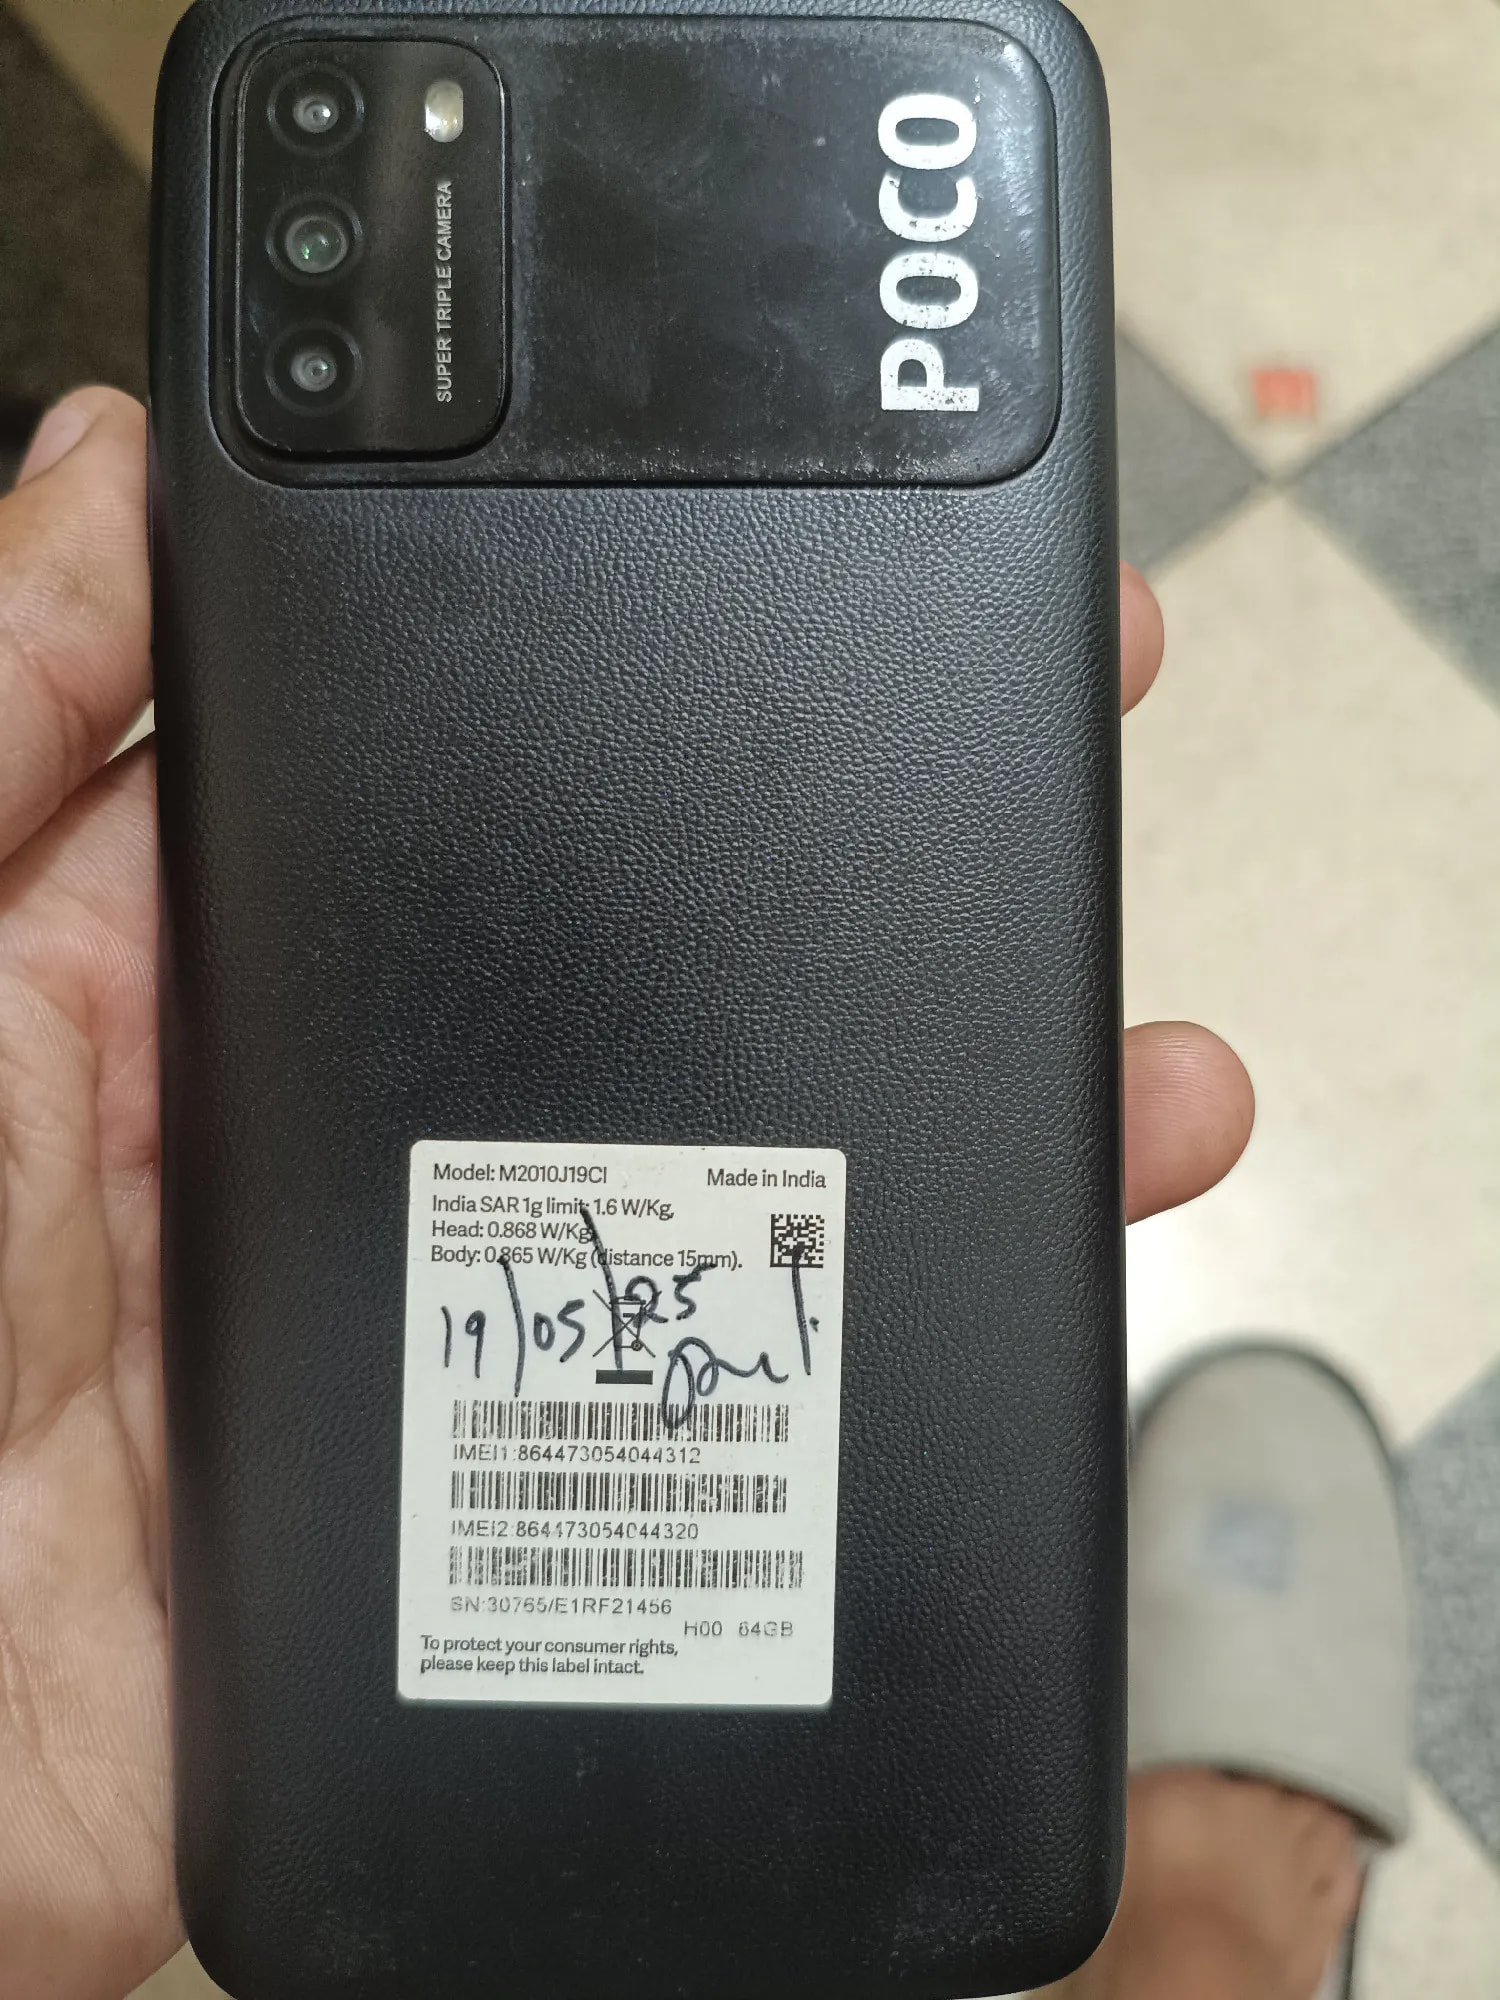 POCO
SUPER TRIPLE CAMERA
Model: M2010J19CI Made in India
India SAR 1g limit: 1.6 W/Kg,
Head: 0.868 W/Kg,
Body: 0.865 W/Kg (distance 15mm).
19/05/25
IMEI1:864473054044312
IMEI2:864473054044320
SN:30765/E1RF21456
H00 64GB
To protect your consumer rights,
please keep this label intact.